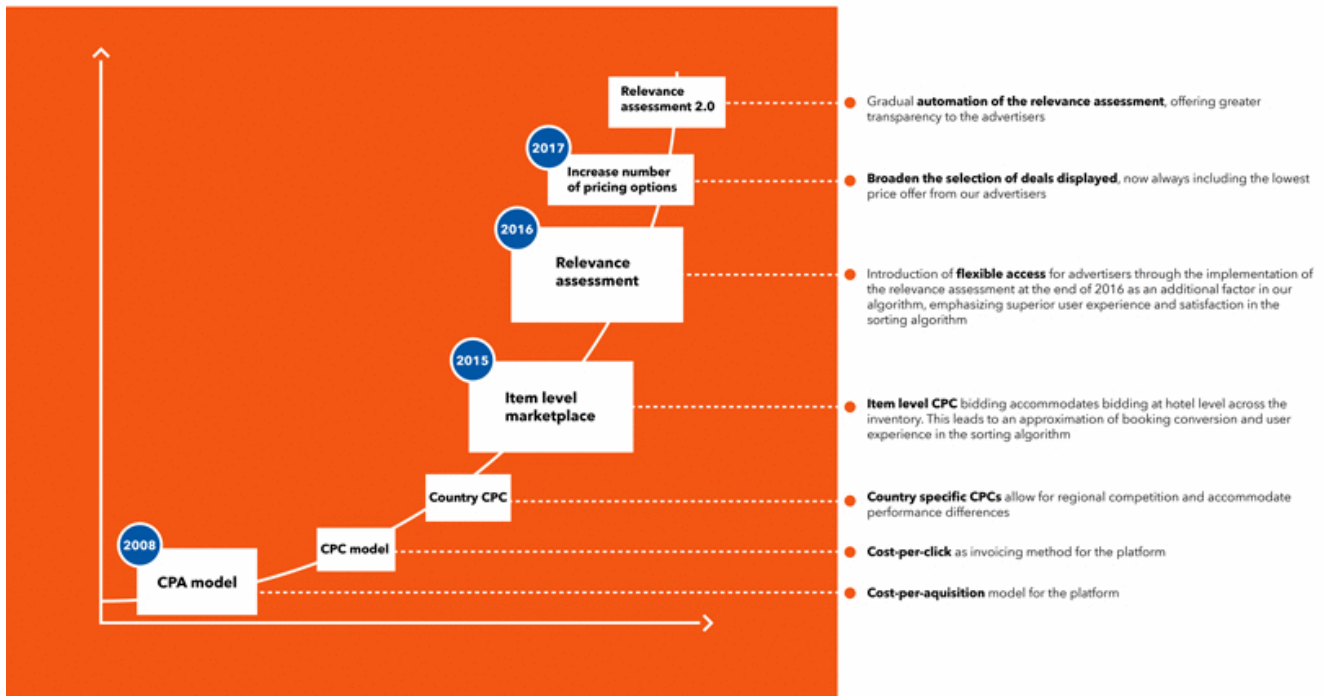 Relevance
assessment 2.0
Gradual automation of the relevance assessment, offering greater
transparency to the advertisers
2017
Increase number
of pricing options
Broaden the selection of deals displayed, now always including the lowest
price offer from our advertisers
2016
Relevance
assessment
Introduction of flexible access for advertisers through the implementation of
the relevance assessment at the end of 2016 as an additional factor in our
algorithm, emphasizing superior user experience and satisfaction in the
sorting algorithm
2015
Item level
marketplace
Item level CPC bidding accommodates bidding at hotel level across the
inventory. This leads to an approximation of booking conversion and user
experience in the sorting algorithm
Country CPC
Country specific CPCs allow for regional competition and accommodate
performance differences
CPC model
Cost-per-click as invoicing method for the platform
2008
CPA model
Cost-per-aquisition model for the platform